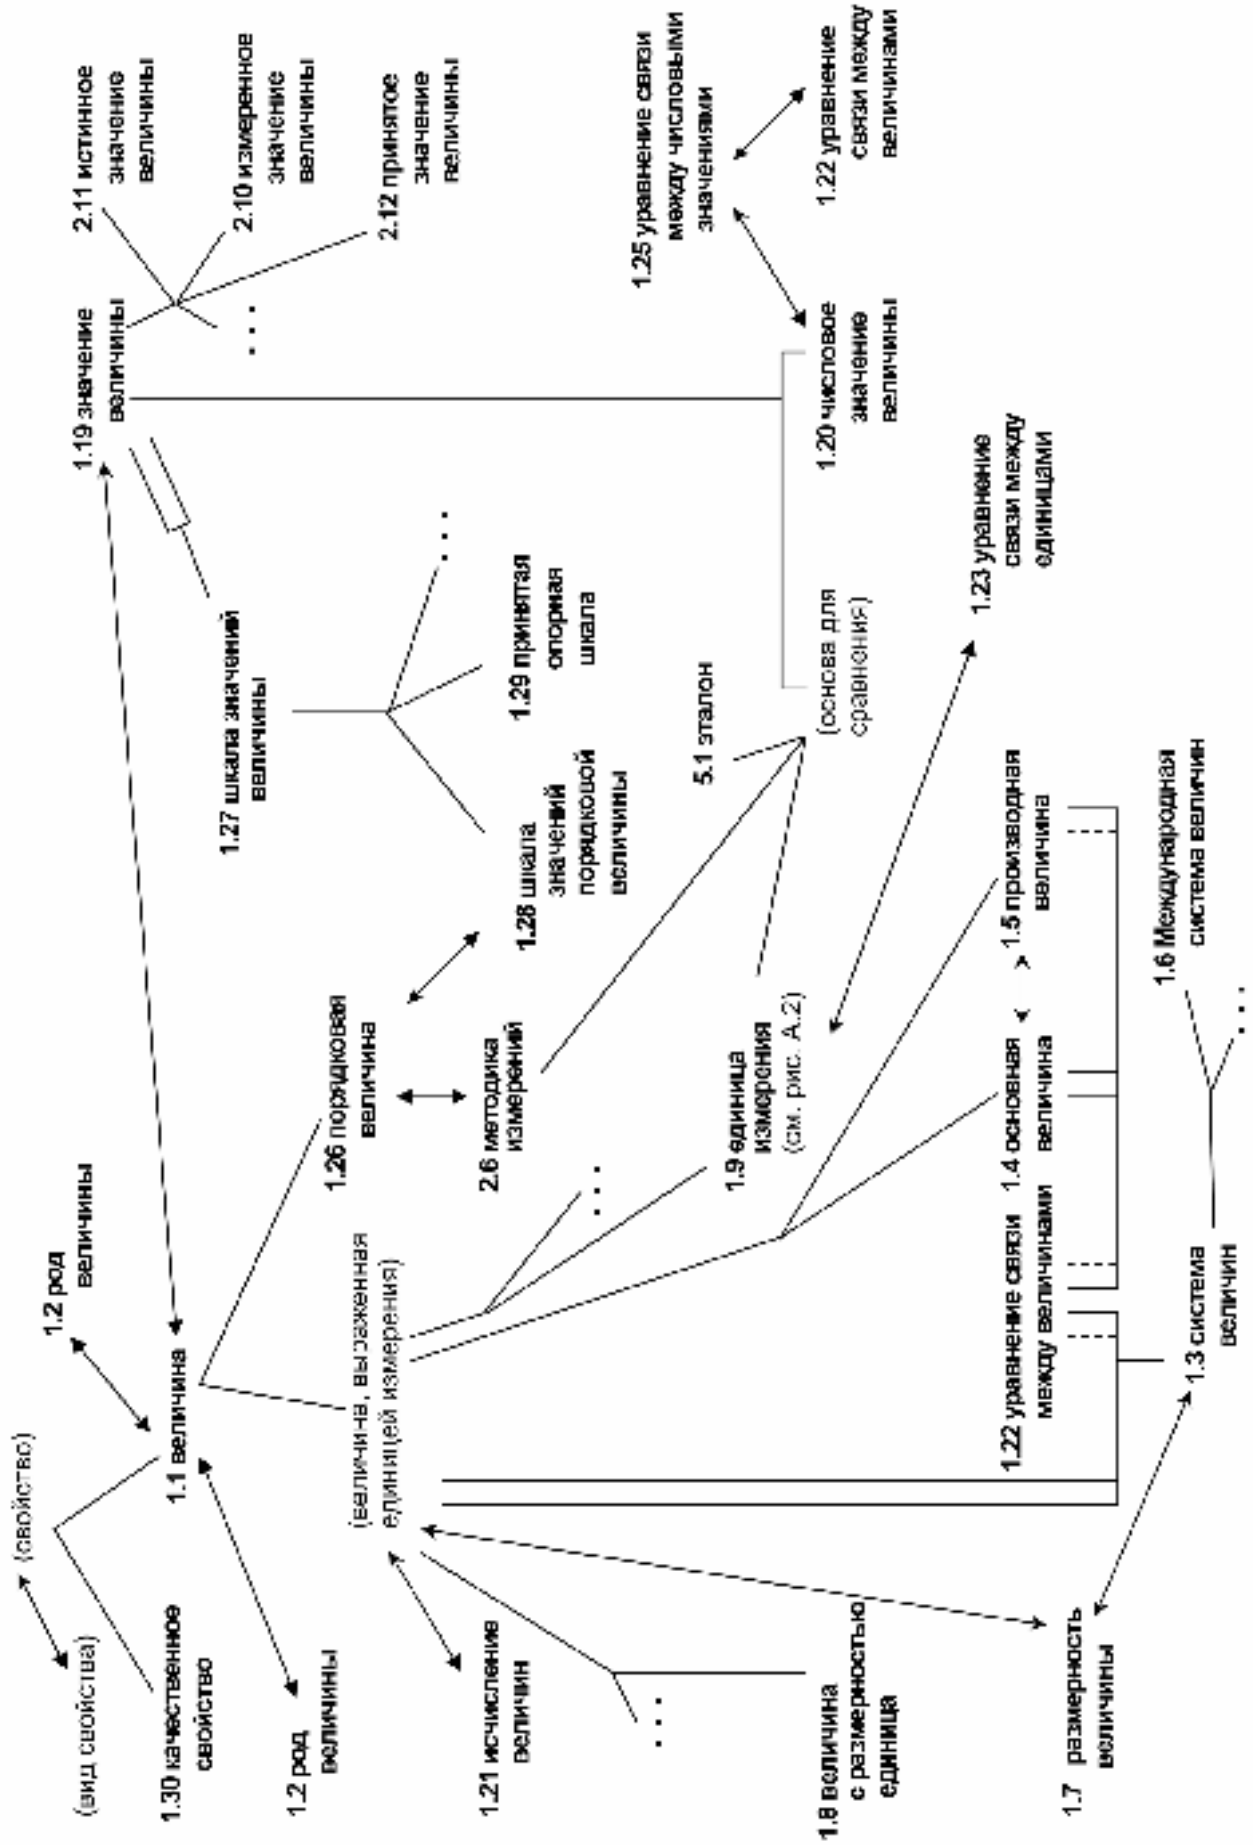 (вид свойства)
(свойство)
1.30 качественное
свойство
1.2 род
величины
1.1 величина
1.2 род
величины
1.19 значение
величины
2.11 истинное
значение
величины
2.10 измеренное
значение
величины
2.12 принятое
значение
величины
. . .
1.27 шкала значений
величины
1.26 порядковая
величина
(величина, выраженная
единицей измерения)
1.21 исчисление
величин
2.6 методика
измерений
1.28 шкала
значений
порядковой
величины
1.29 принятая
опорная
шкала
. . .
. . .
. . .
1.25 уравнение связи
между числовыми
значениями
5.1 эталон
1.9 единица
измерения
(см. рис. А.2)
(основа для
сравнения)
1.20 числовое
значение
величины
1.22 уравнение
связи между
величинами
1.8 величина
с размерностью
единица
1.23 уравнение
связи между
единицами
1.22 уравнение связи
между величинами
1.4 основная
величина
1.5 производная
величина
1.7 размерность
величины
1.3 система
величин
1.6 Международная
система величин
. . .